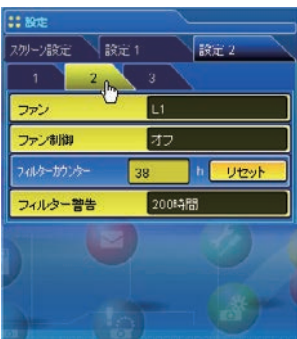 設定
スクリーン設定 設定 1 設定 2
1 2 3
ファン L1
ファン制御 オフ
フィルターカウンター 38 h リセット
フィルター警告 200時間